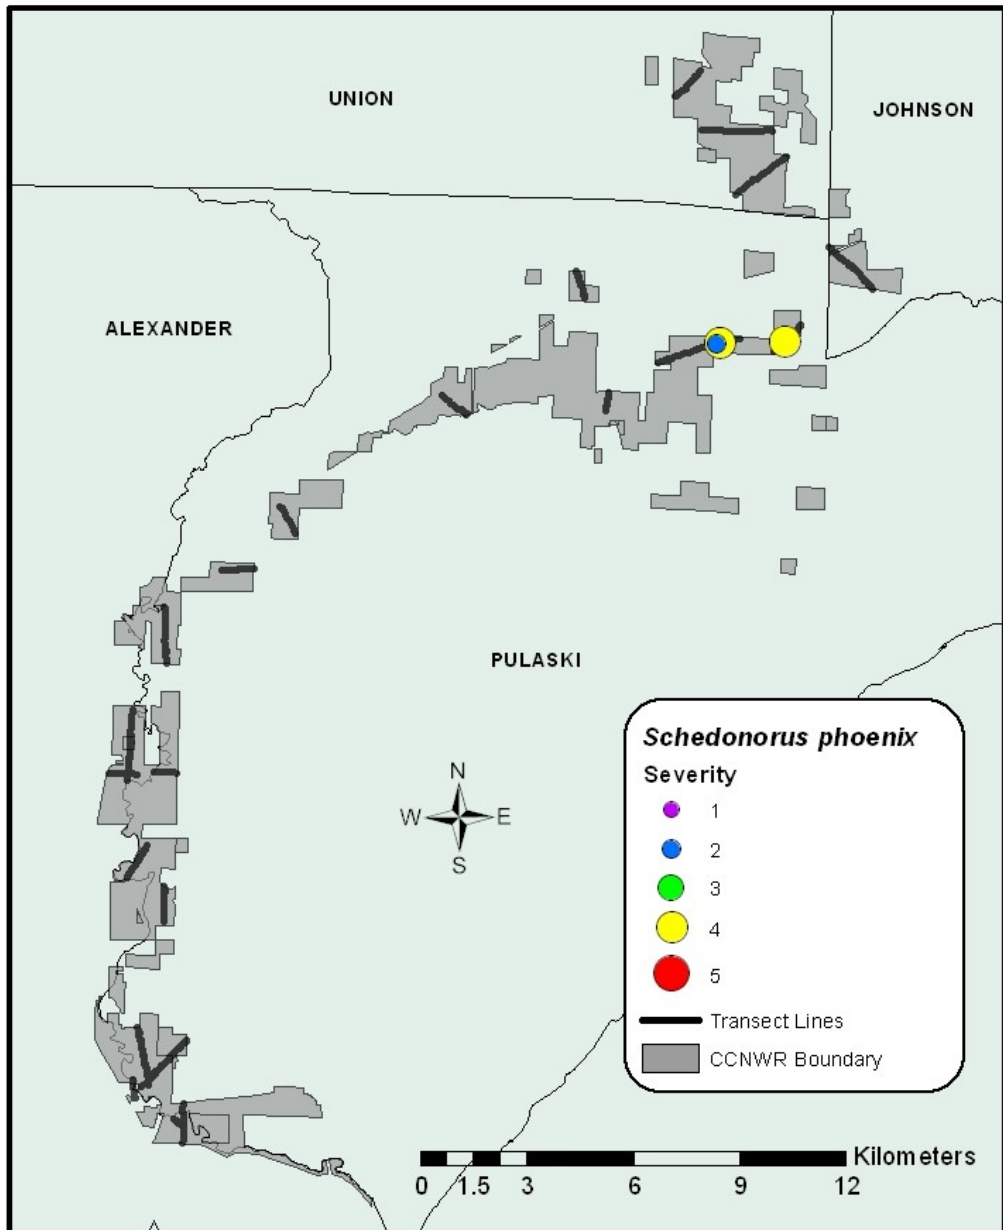 UNION
JOHNSON
ALEXANDER
PULASKI
N
W E
S
Schedonorus phoenix
Severity
1
2
3
4
5
Transect Lines
CCNWR Boundary
Kilometers
0 1.5 3 6 9 12